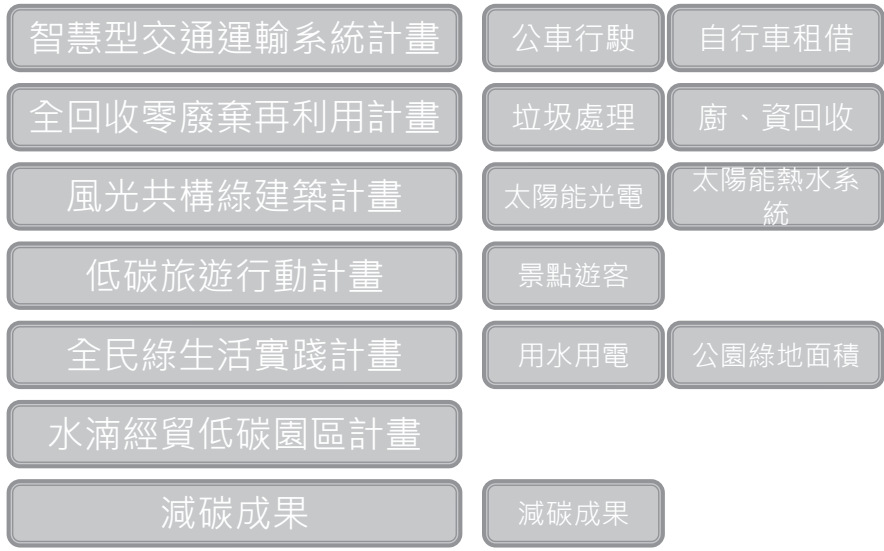 智慧型交通運輸系統計畫
公車行駛
自行車租借
全回收零廢棄再利用計畫
垃圾處理
廚、資回收
風光共構綠建築計畫
太陽能光電
太陽能熱水系
統
低碳旅遊行動計畫
景點遊客
全民綠生活實踐計畫
用水用電
公園綠地面積
水湳經貿低碳園區計畫
減碳成果
減碳成果